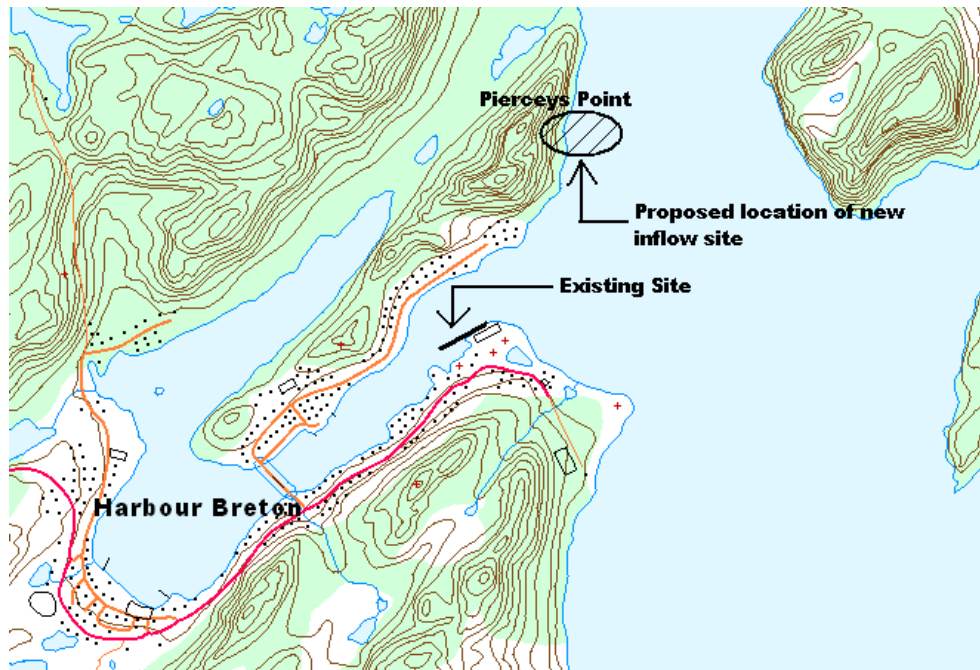 Pierceys Point
Proposed location of new
inflow site
Existing Site
Harbour Breton